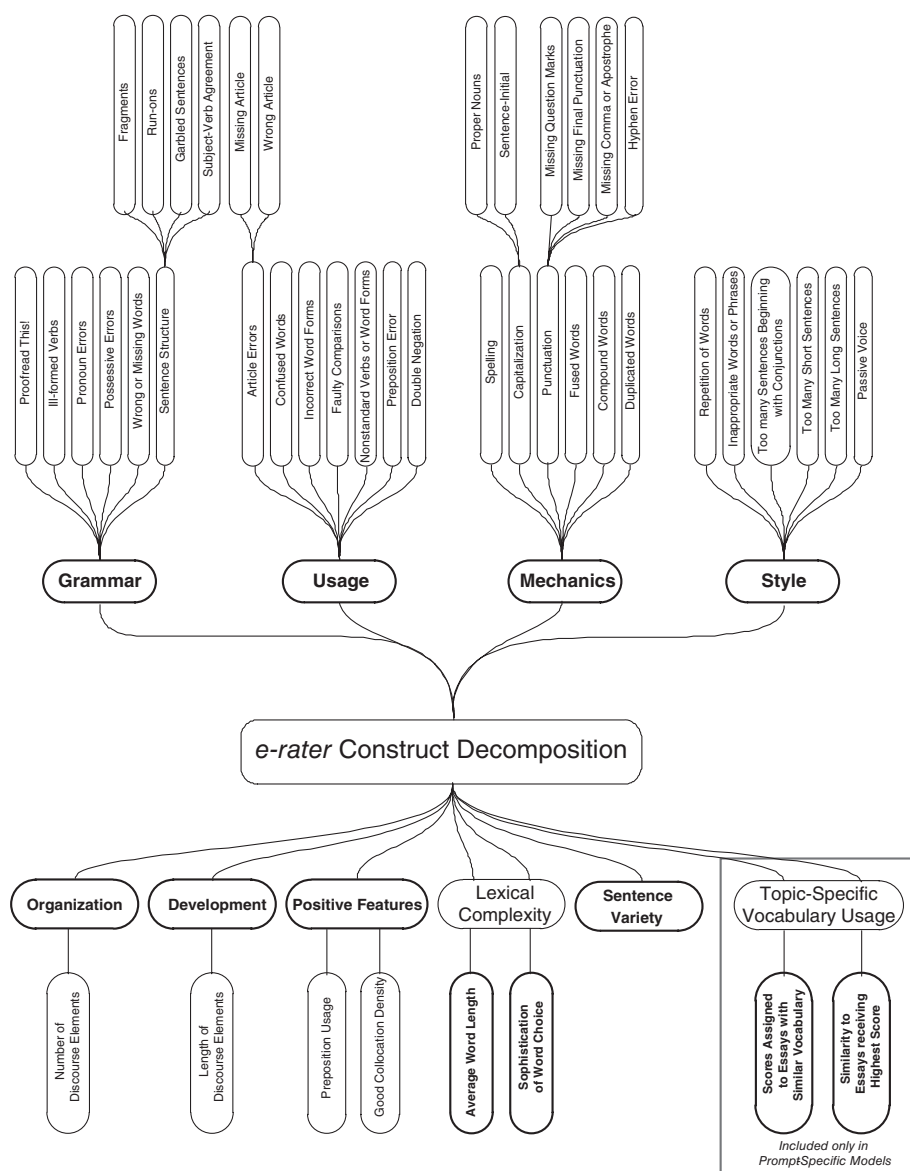 Fragments
Run-ons
Garbled Sentences
Subject-Verb Agreement
Missing Article
Wrong Article
Proper Nouns
Sentence-Initial
Missing Question Marks
Missing Final Punctuation
Missing Comma or Apostrophe
Hyphen Error
Proofread This!
Ill-formed Verbs
Pronoun Errors
Possessive Errors
Wrong or Missing Words
Sentence Structure
Article Errors
Confused Words
Incorrect Word Forms
Faulty Comparisons
Nonstandard Verbs or Word Forms
Preposition Error
Double Negation
Spelling
Capitalization
Punctuation
Fused Words
Compound Words
Duplicated Words
Repetition of Words
Inappropriate Words or Phrases
Too many Sentences Beginning
with Conjunctions
Too Many Short Sentences
Too Many Long Sentences
Passive Voice
Grammar
Usage
Mechanics
Style
e-rater Construct Decomposition
Organization
Development
Positive Features
Lexical
Complexity
Sentence
Variety
Topic-Specific
Vocabulary Usage
Number of
Discourse Elements
Length of
Discourse Elements
Preposition Usage
Good Collocation Density
Average Word Length
Sophistication
of Word Choice
Scores Assigned
to Essays with
Similar Vocabulary
Similarity to
Essays receiving
Highest Score
Included only in
Prompt-Specific Models